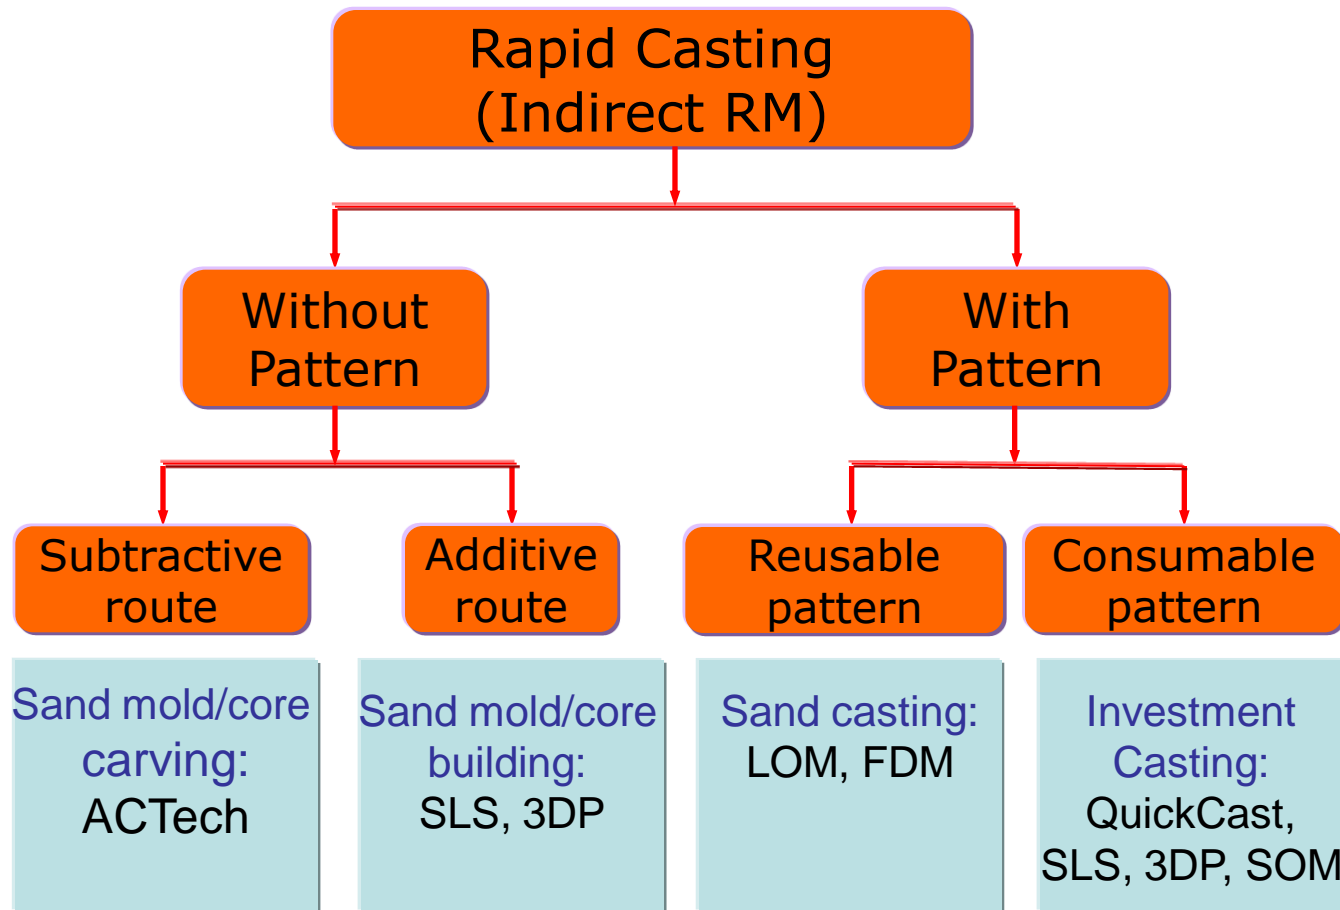 Rapid Casting
(Indirect RM)
Without
Pattern
With
Pattern
Subtractive
route
Additive
route
Reusable
pattern
Consumable
pattern
Sand mold/core
carving:
ACTech
Sand mold/core
building:
SLS, 3DP
Sand casting:
LOM, FDM
Investment
Casting:
QuickCast,
SLS, 3DP, SOM